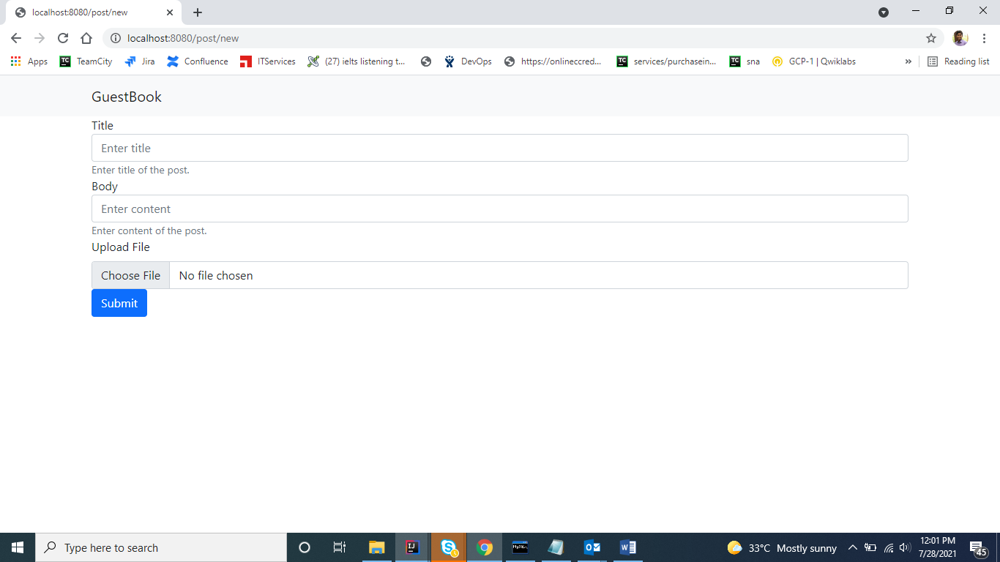 localhost:8080/post/new
localhost:8080/post/new
Apps TeamCity Jira Confluence ITServices (27) ielts listening t... DevOps https://onlineccred... services/purchasein... sna GCP-1 | Qwiklabs » Reading list
GuestBook
Title
Enter title
Enter title of the post.
Body
Enter content
Enter content of the post.
Upload File
Choose File No file chosen
Submit
Type here to search
33°C Mostly sunny
12:01 PM
7/28/2021
45